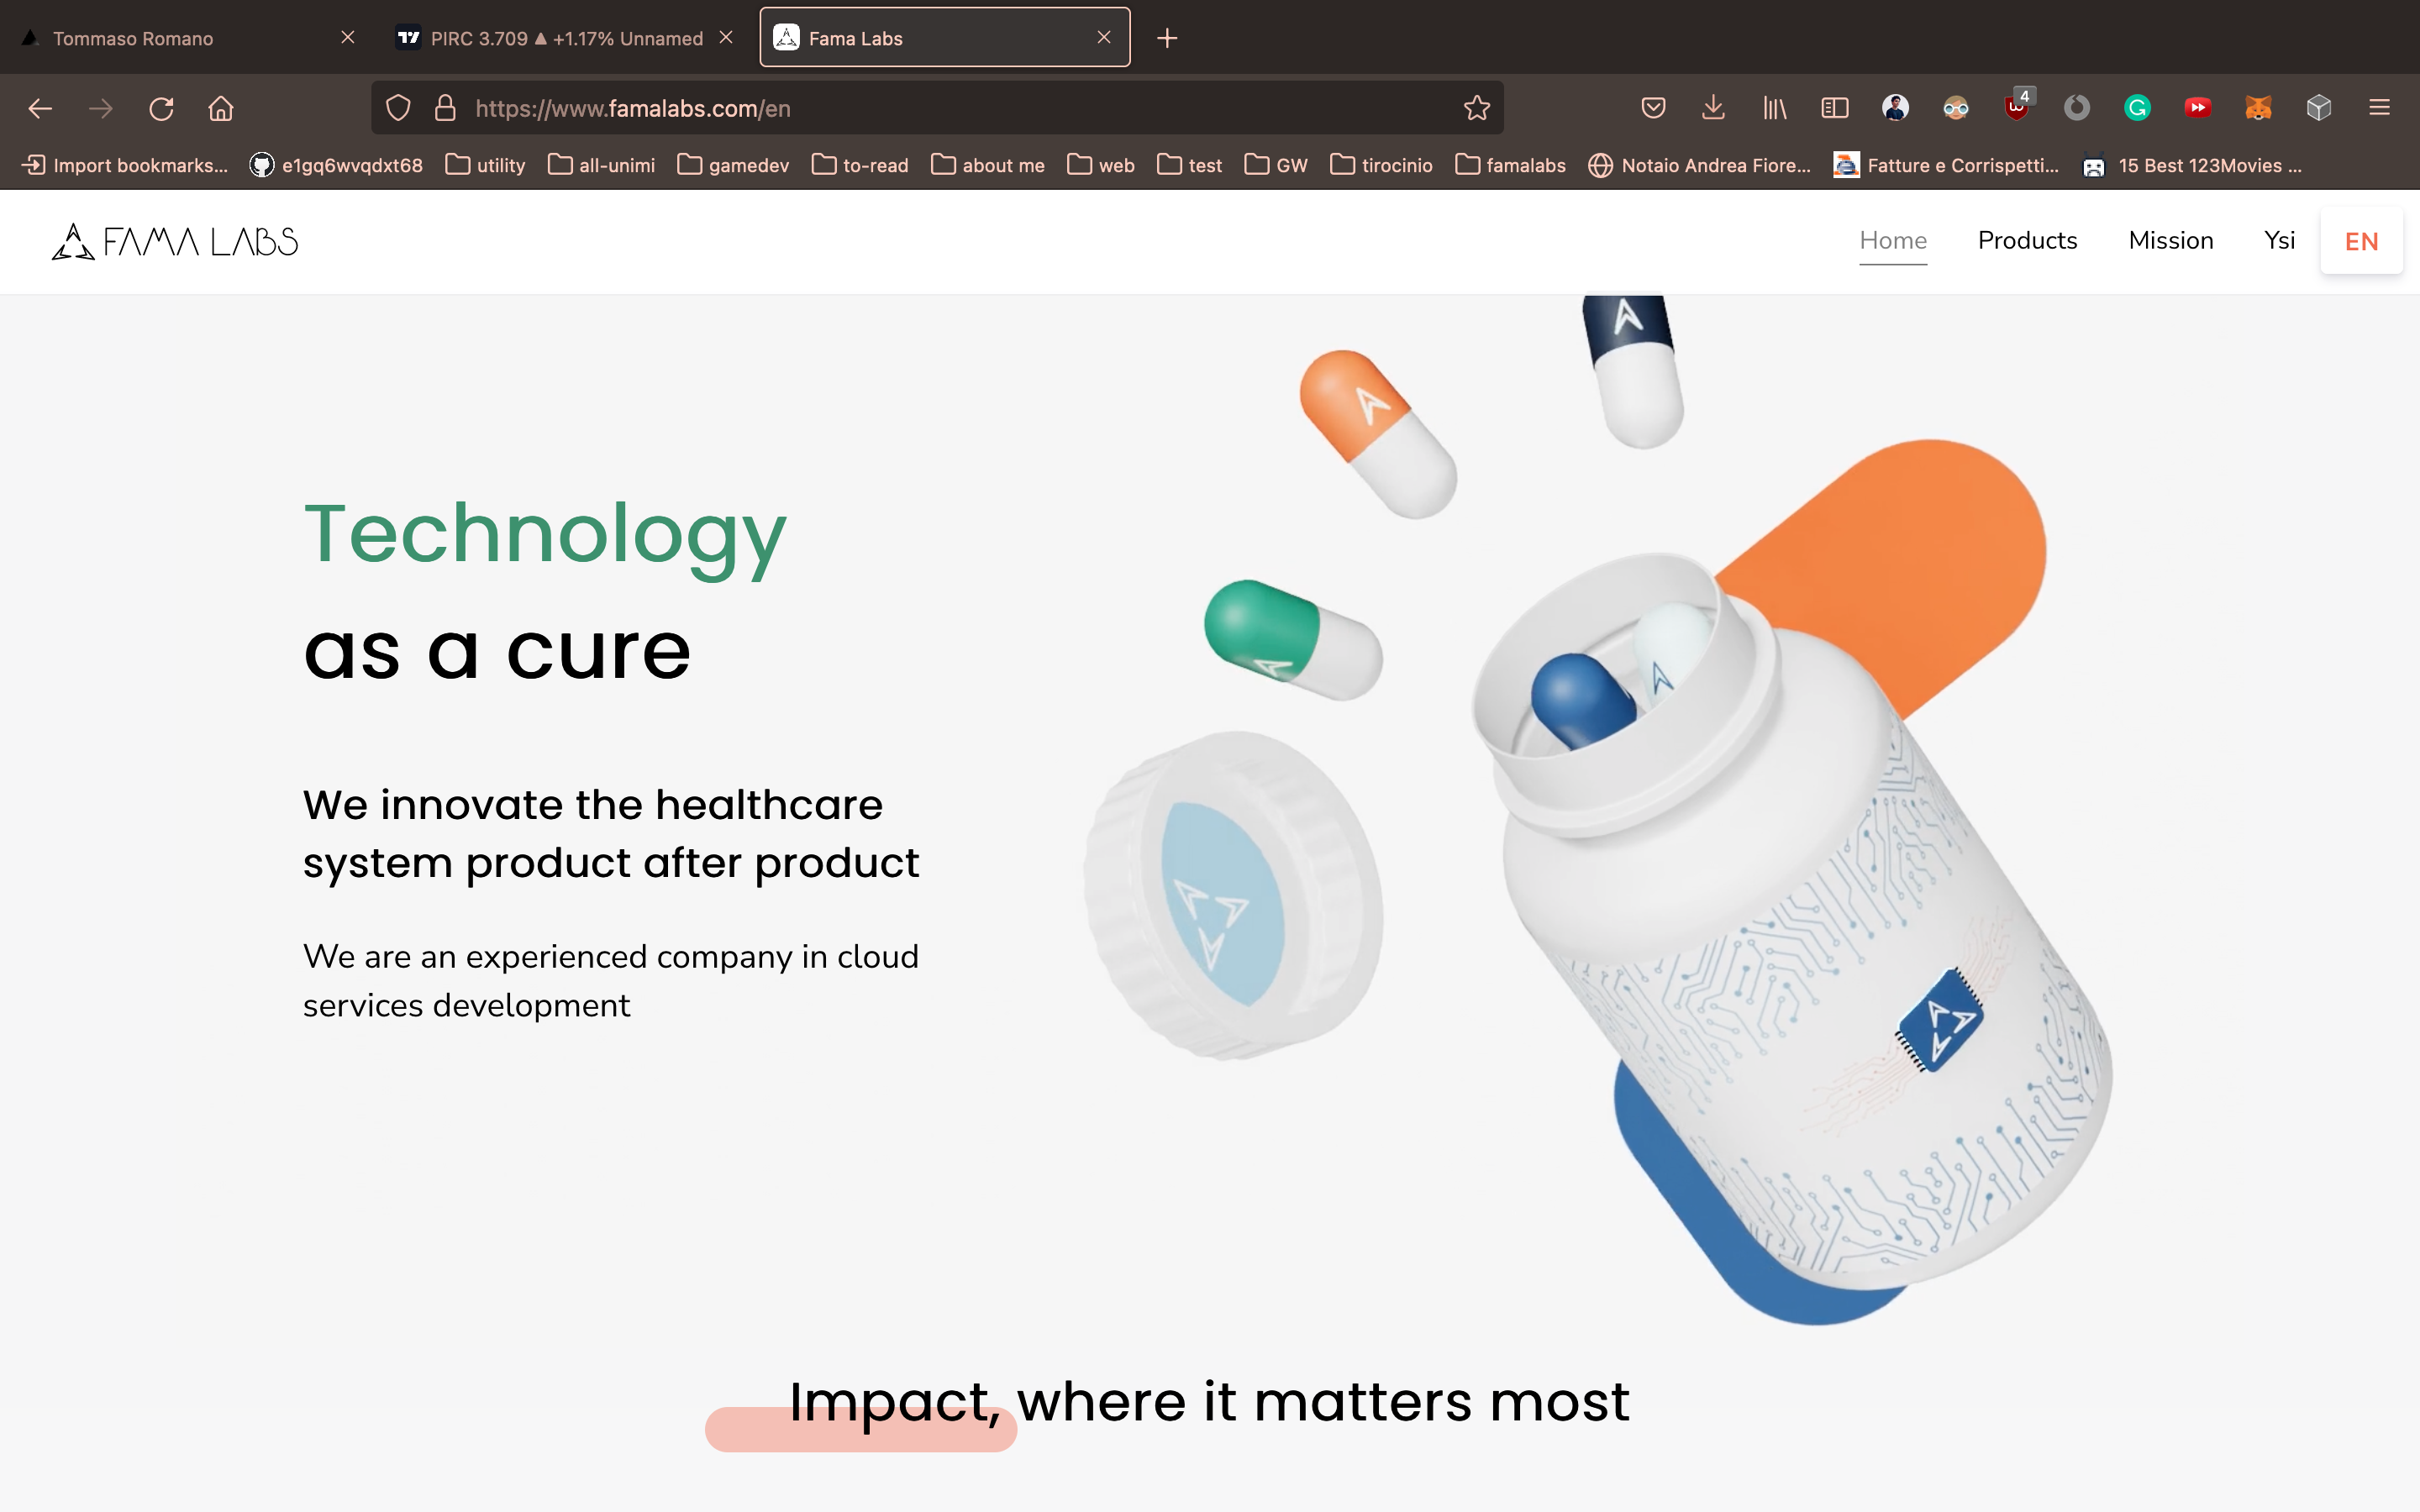 Tommaso Romano
PIRC 3.709 ▲ +1.17% Unnamed
Fama Labs
https://www.famalabs.com/en
4
Import bookmarks...
e1gq6wvqdxt68
utility
all-unimi
gamedev
to-read
about me
web
test
GW
tirocinio
famalabs
Notaio Andrea Fiore...
Fatture e Corrispetti...
15 Best 123Movies ...
FAMA LABS
Home
Products
Mission
Ysi
EN
Technology
as a cure
We innovate the healthcare
system product after product
We are an experienced company in cloud
services development
Impact, where it matters most